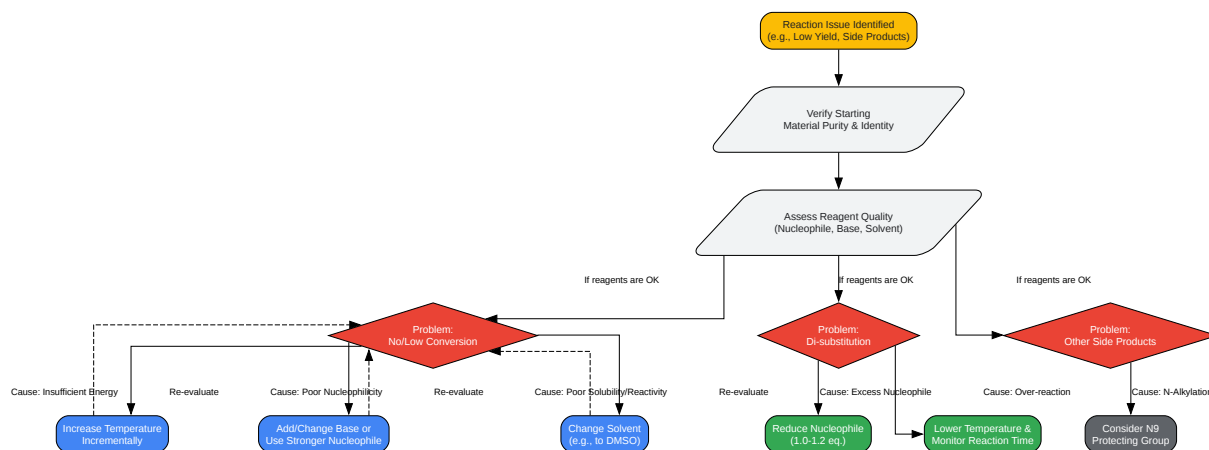 Reaction Issue Identified
(e.g., Low Yield, Side Products)
Verify Starting
Material Purity & Identity
Assess Reagent Quality
(Nucleophile, Base, Solvent)
If reagents are OK
If reagents are OK
If reagents are OK
Problem:
No/Low Conversion
Problem:
Di-substitution
Problem:
Other Side Products
Cause: Insufficient Energy
Re-evaluate
Cause: Poor Nucleophilicity
Re-evaluate
Cause: Poor Solubility/Reactivity
Re-evaluate
Cause: Excess Nucleophile
Cause: Over-reaction
Cause: N-Alkylation
Increase Temperature
Incrementally
Add/Change Base or
Use Stronger Nucleophile
Change Solvent
(e.g., to DMSO)
Reduce Nucleophile
(1.0-1.2 eq.)
Lower Temperature &
Monitor Reaction Time
Consider N9
Protecting Group